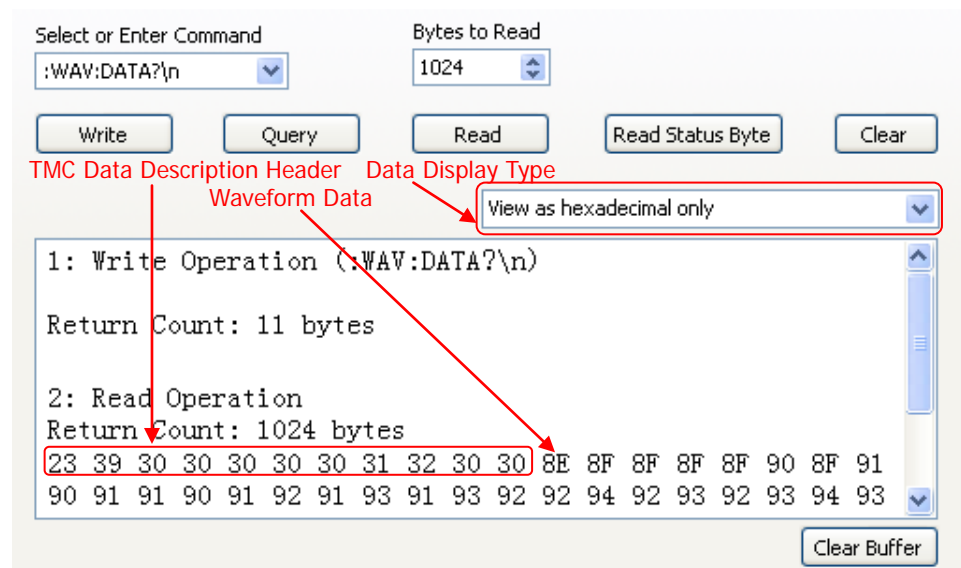 Select or Enter Command Bytes to Read
:WAV:DATA?\n 1024
Write Query Read Read Status Byte Clear
TMC Data Description Header Data Display Type
Waveform Data
View as hexadecimal only
1: Write Operation (:WAV:DATA?\n)
Return Count: 11 bytes
2: Read Operation
Return Count: 1024 bytes
23 39 30 30 30 30 30 31 32 30 30 8E 8F 8F 8F 8F 90 8F 91
90 91 91 90 91 92 91 93 91 93 92 92 94 92 93 92 93 94 93
Clear Buffer